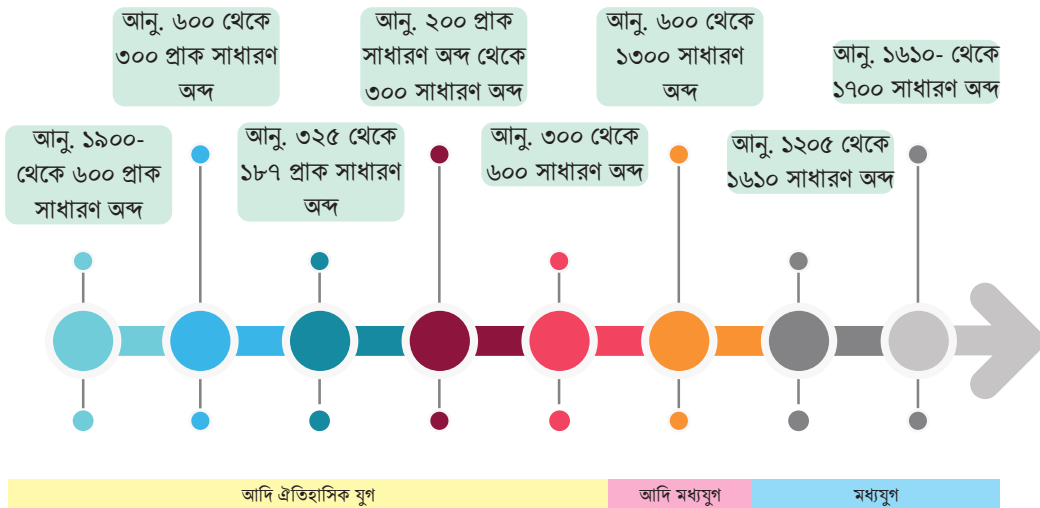 আনু. ৬০০ থেকে
৩০০ প্রাক সাধারণ
অব্দ
আনু. ২০০ প্রাক
সাধারণ অব্দ থেকে
৩০০ সাধারণ অব্দ
আনু. ৬০০ থেকে
১৩০০ সাধারণ
অব্দ
আনু. ১৬১০- থেকে
১৭০০ সাধারণ অব্দ
আনু. ১৯০০-
থেকে ৬০০ প্রাক
সাধারণ অব্দ
আনু. ৩২৫ থেকে
১৮৭ প্রাক সাধারণ
অব্দ
আনু. ৩০০ থেকে
৬০০ সাধারণ অব্দ
আনু. ১২০৫ থেকে
১৬১০ সাধারণ অব্দ
আদি ঐতিহাসিক যুগ
আদি মধ্যযুগ
মধ্যযুগ